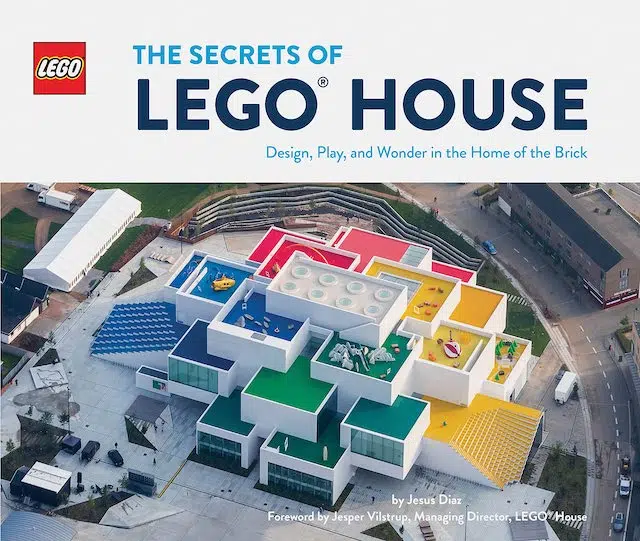 LEGO
THE SECRETS OF
LEGO® HOUSE
Design, Play, and Wonder in the Home of the Brick
by Jesus Diaz
Foreword by Jesper Vilstrup, Managing Director, LEGO® House